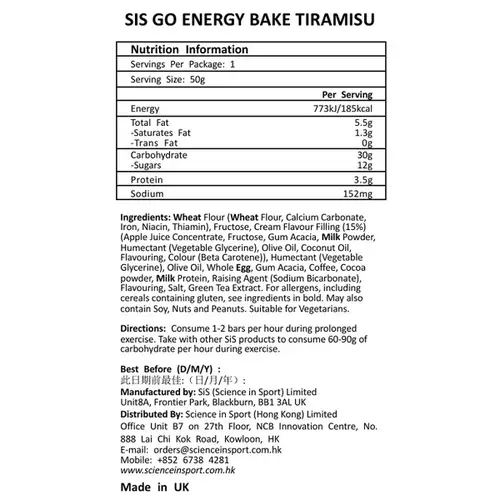 SIS GO ENERGY BAKE TIRAMISU
Nutrition Information
Servings Per Package: 1
Serving Size: 50g
Per Serving
Energy 773kJ/185kcal
Total Fat 5.5g
-Saturates Fat 1.3g
-Trans Fat 0g
Carbohydrate 30g
-Sugars 12g
Protein 3.5g
Sodium 152mg
Ingredients: Wheat Flour (Wheat Flour, Calcium Carbonate,
Iron, Niacin, Thiamin), Fructose, Cream Flavour Filling (15%)
(Apple Juice Concentrate, Fructose, Gum Acacia, Milk Powder,
Humectant (Vegetable Glycerine), Olive Oil, Coconut Oil,
Flavouring, Colour (Beta Carotene)), Humectant (Vegetable
Glycerine), Olive Oil, Whole Egg, Gum Acacia, Coffee, Cocoa
powder, Milk Protein, Raising Agent (Sodium Bicarbonate),
Flavouring, Salt, Green Tea Extract. For allergens, including
cereals containing gluten, see ingredients in bold. May also
contain Soy, Nuts and Peanuts. Suitable for Vegetarians.
Directions: Consume 1-2 bars per hour during prolonged
exercise. Take with other SiS products to consume 60-90g of
carbohydrate per hour during exercise.
Best Before (D/M/Y) :
此日期前最佳:（日/月/年）:
Manufactured by: SiS (Science in Sport) Limited
Unit8A, Frontier Park, Blackburn, BB1 3AL UK
Distributed By: Science in Sport (Hong Kong) Limited
Office Unit B7 on 27th Floor, NCB Innovation Centre, No.
888 Lai Chi Kok Road, Kowloon, HK
E-mail: orders@scienceinsport.com.hk
Mobile: +852 6738 4281
www.scienceinsport.com.hk
Made in UK